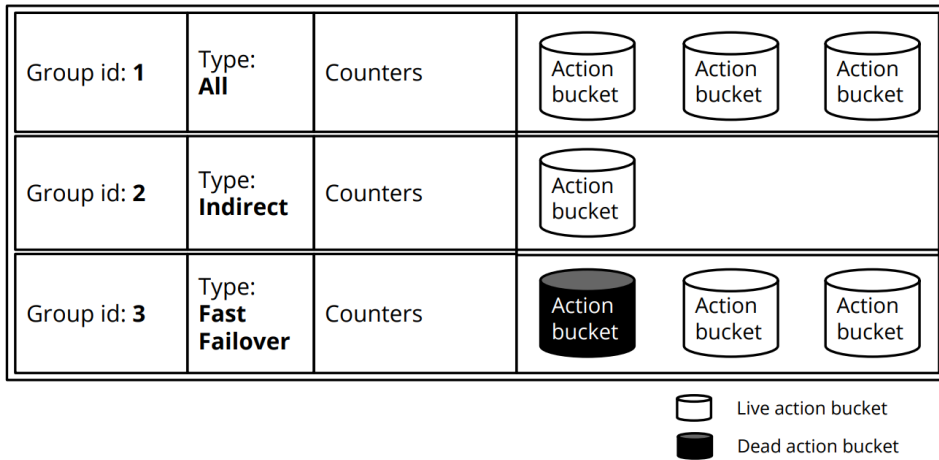 Group id: 1
Type:
All
Counters
Action
bucket
Action
bucket
Action
bucket
Group id: 2
Type:
Indirect
Counters
Action
bucket
Group id: 3
Type:
Fast
Failover
Counters
Action
bucket
Action
bucket
Action
bucket
Live action bucket
Dead action bucket